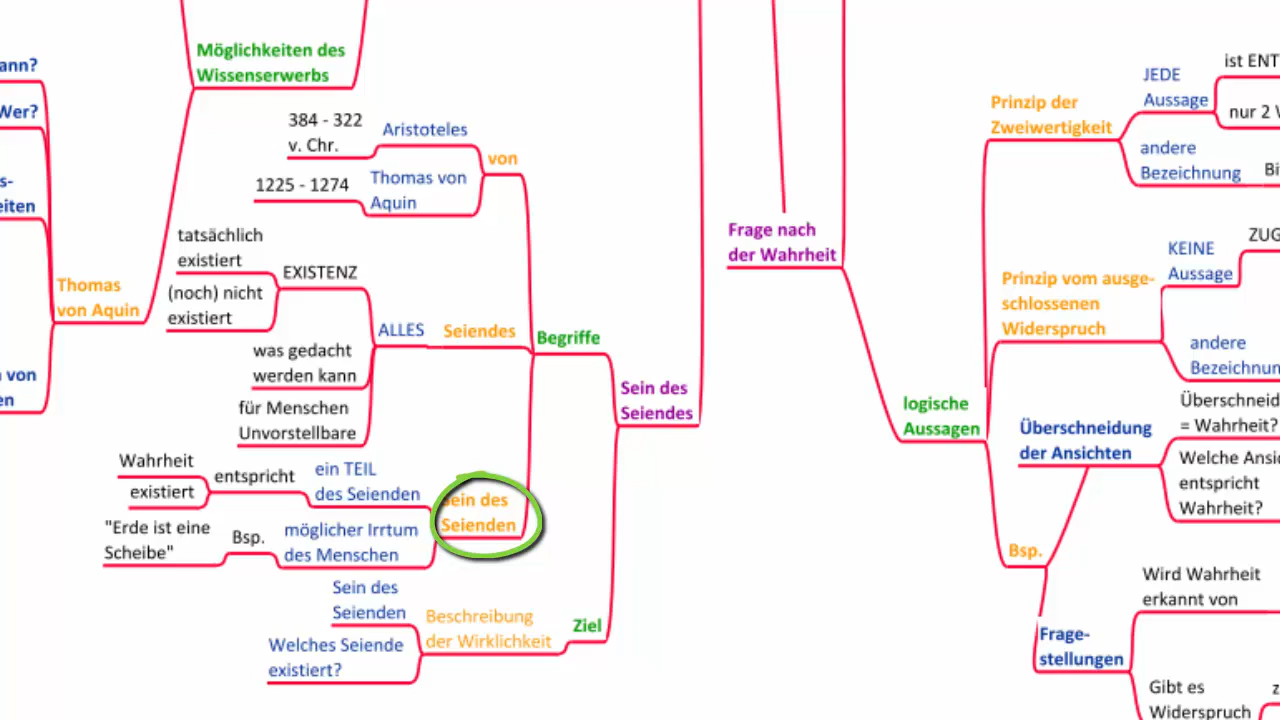 Möglichkeiten des
Wissenserwerbs
ann?
Wer?
s-
eiten
Thomas
von Aquin
von
en
384 - 322
v. Chr.
Aristoteles
1225 - 1274
Thomas von
Aquin
von
tatsächlich
existiert
(noch) nicht
existiert
EXISTENZ
was gedacht
werden kann
für Menschen
Unvorstellbare
ALLES
Seiendes
Begriffe
Wahrheit
existiert
entspricht
ein TEIL
des Seienden
"Erde ist eine
Scheibe"
Bsp.
möglicher Irrtum
des Menschen
Sein des
Seienden
Sein des
Seienden
Welches Seiende
existiert?
Beschreibung
der Wirklichkeit
Ziel
Sein des
Seiendes
Frage nach
der Wahrheit
logische
Aussagen
Prinzip der
Zweiwertigkeit
JEDE
Aussage
ist ENT
nur 2 V
andere
Bezeichnung
Bi
Prinzip vom ausge-
schlossenen
Widerspruch
KEINE
Aussage
ZUG
andere
Bezeichnun
Überschneidung
der Ansichten
Überschneid
= Wahrheit?
Welche Ansi
entspricht
Wahrheit?
Bsp.
Frage-
stellungen
Wird Wahrheit
erkannt von
Gibt es
Widerspruch
z